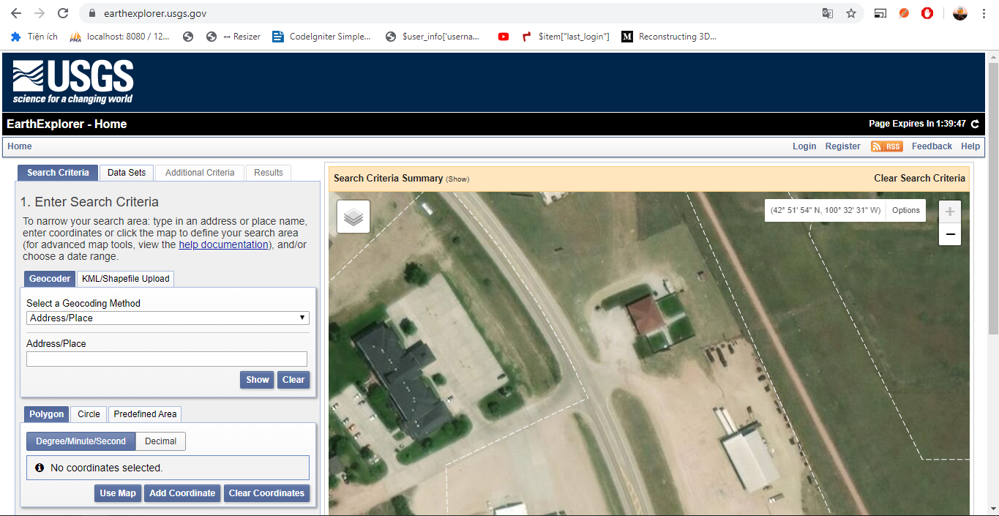 earthexplorer.usgs.gov
Tiện ích
PMA
localhost: 8080 / 12...
↔ Resizer
CodeIgniter Simple...
$user_info['userna...
$item["last_login"]
M
Reconstructing 3D...
USGS
science for a changing world
EarthExplorer - Home
Page Expires In 1:39:47
Home
Login
Register
RSS
Feedback
Help
Search Criteria
Data Sets
Additional Criteria
Results
1. Enter Search Criteria
To narrow your search area: type in an address or place name,
enter coordinates or click the map to define your search area
(for advanced map tools, view the help documentation), and/or
choose a date range.
Geocoder
KML/Shapefile Upload
Select a Geocoding Method
Address/Place
Address/Place
Show
Clear
Polygon
Circle
Predefined Area
Degree/Minute/Second
Decimal
No coordinates selected.
Use Map
Add Coordinate
Clear Coordinates
Search Criteria Summary (Show)
Clear Search Criteria
(42° 51' 54" N, 100° 32' 31" W)
Options
+
−